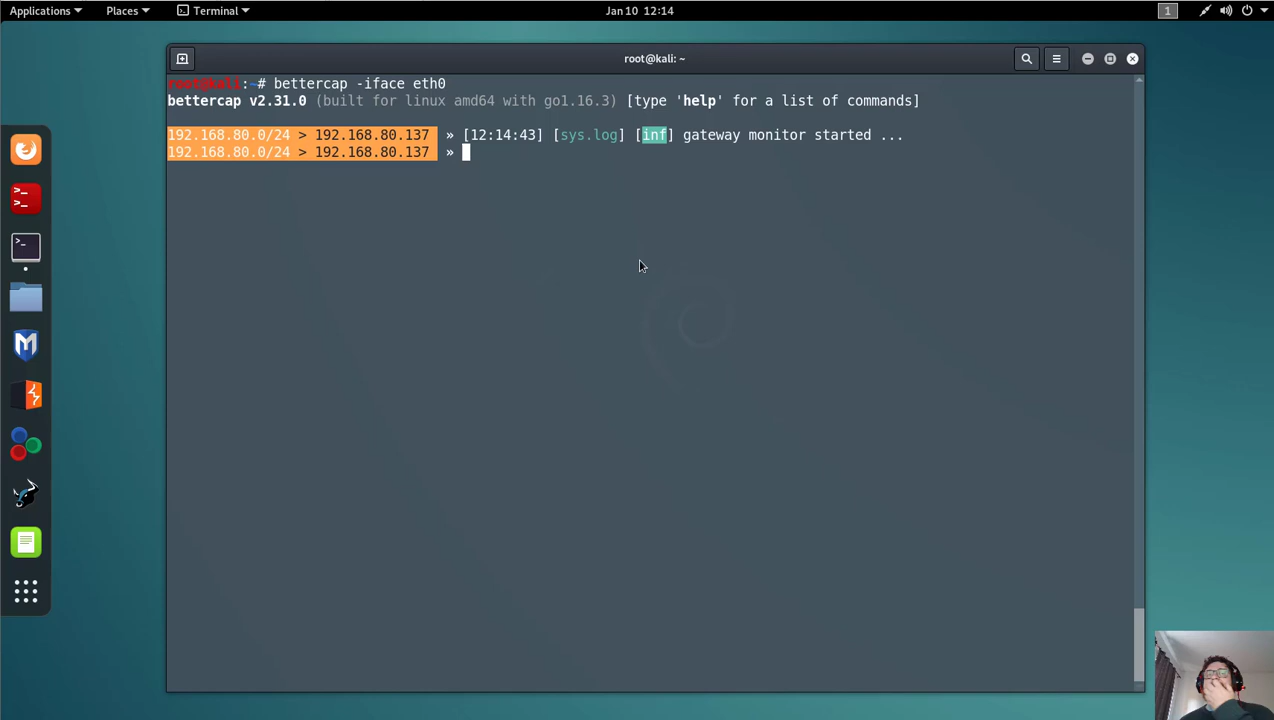 Applications Places Terminal Jan 10 12:14 1
root@kali: ~
root@kali:~# bettercap -iface eth0
bettercap v2.31.0 (built for linux amd64 with go1.16.3) [type 'help' for a list of commands]
192.168.80.0/24 > 192.168.80.137 » [12:14:43] [sys.log] [inf] gateway monitor started ...
192.168.80.0/24 > 192.168.80.137 »